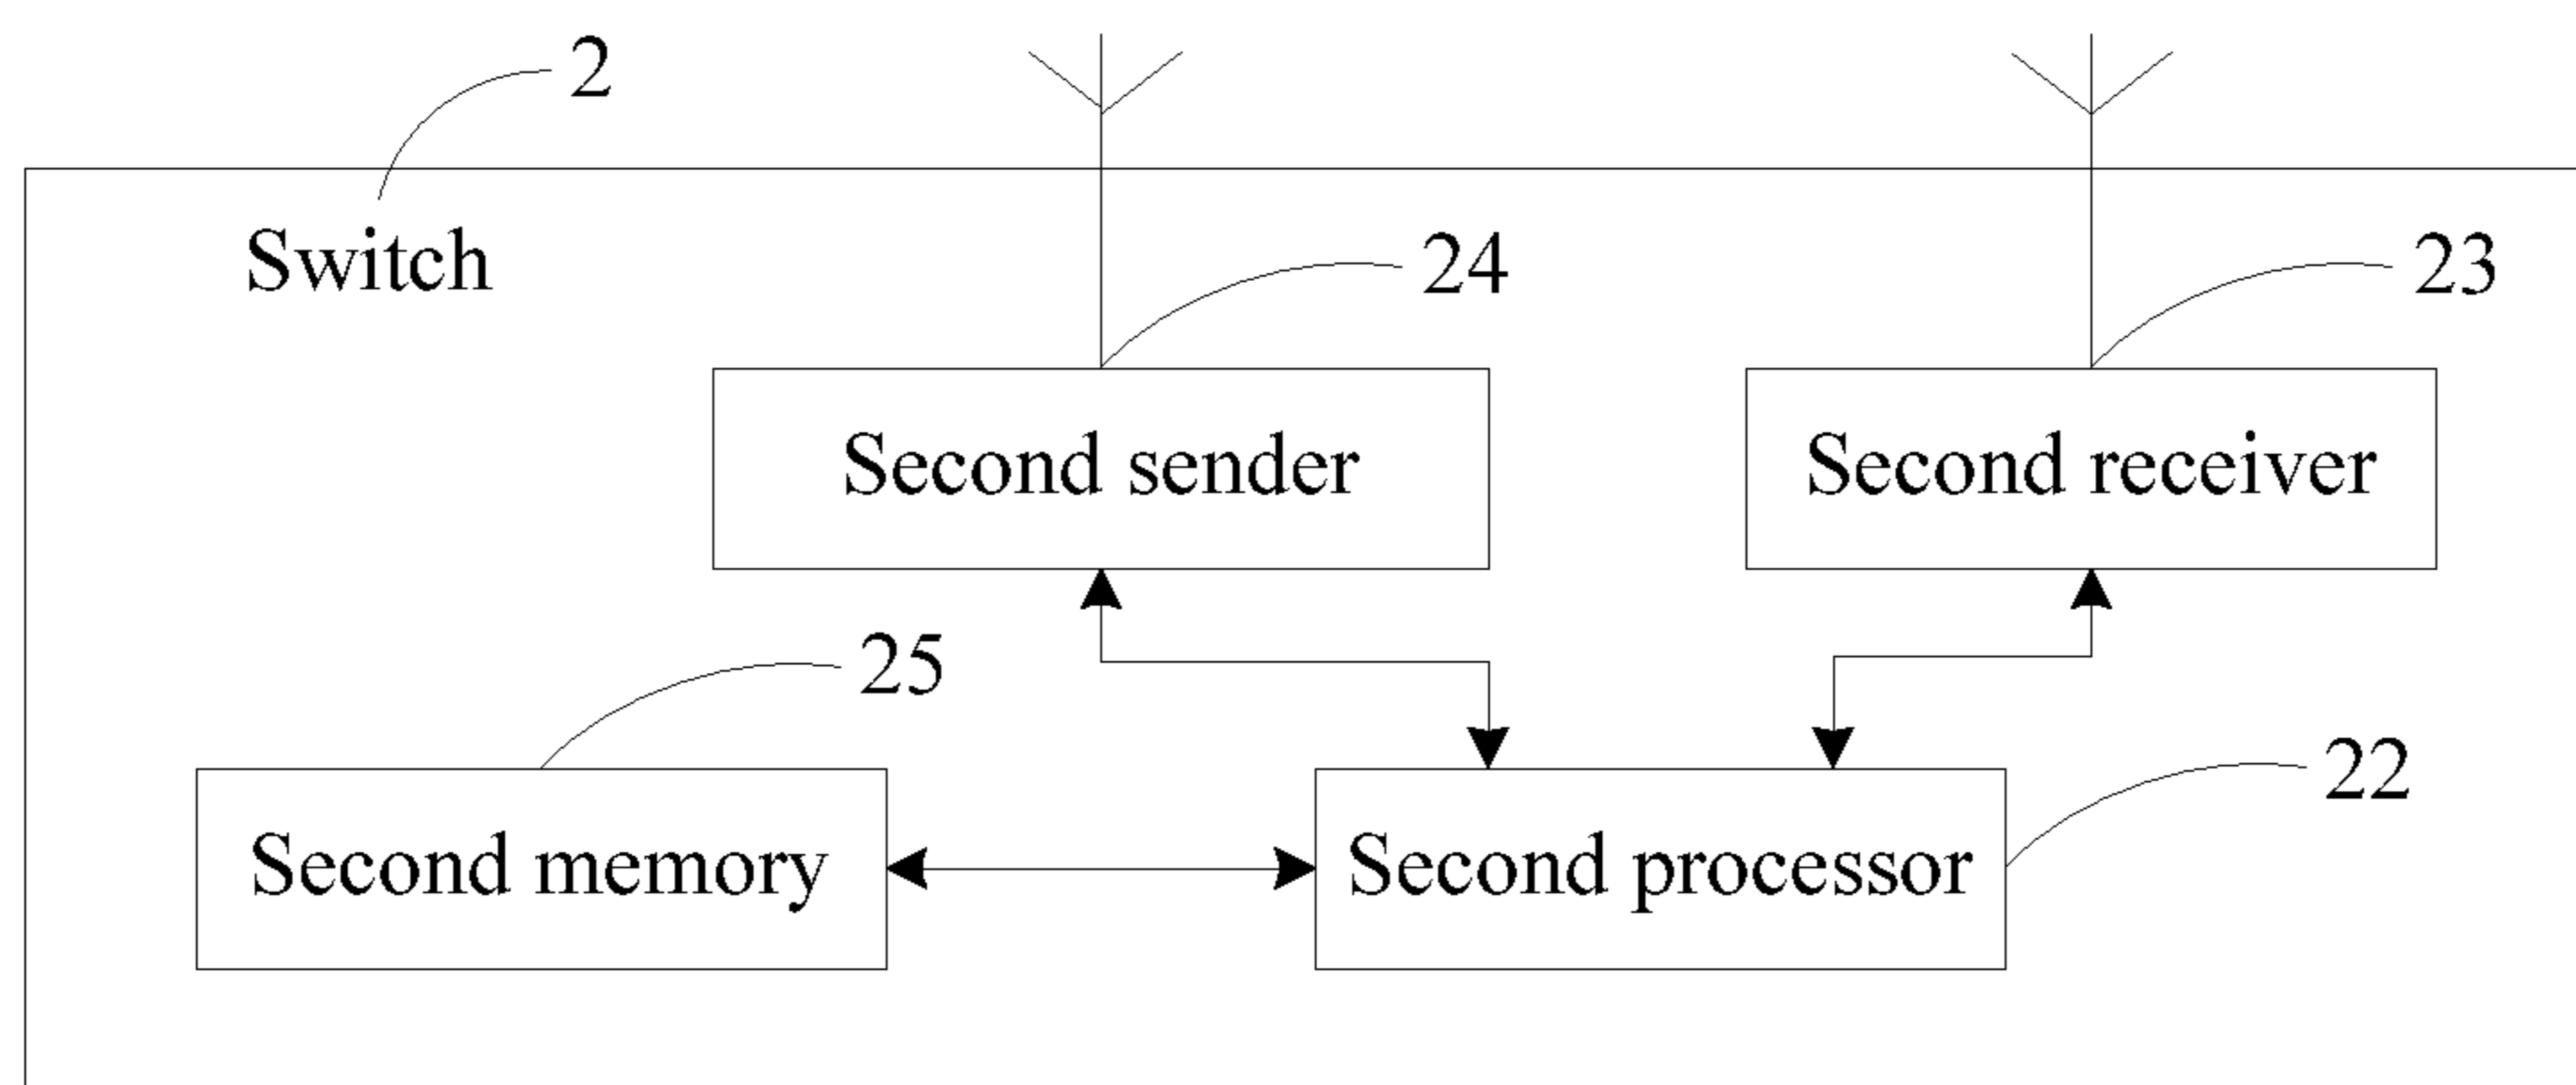 2
Switch
24
23
Second sender
Second receiver
25
22
Second memory
Second processor